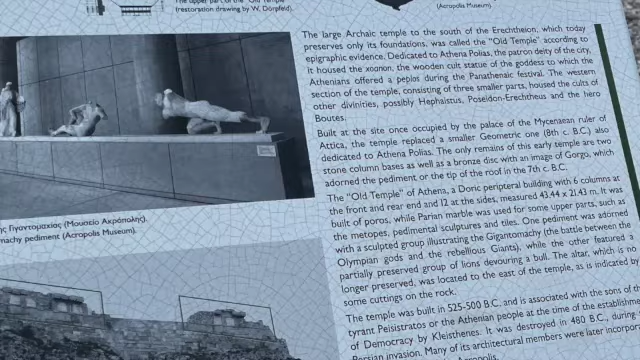 The upper part of the "Old Temple"
(restoration drawing by W. Dörpfeld).
(Acropolis Museum).
The large Archaic temple to the south of the Erechtheion, which today
preserves only its foundations, was called the "Old Temple" according to
epigraphic evidence. Dedicated to Athena Polias, the patron deity of the city,
it housed the xoanon, the wooden cult statue of the goddess to which the
Athenians offered a peplos during the Panathenaic festival. The western
section of the temple, consisting of three smaller parts, housed the cults of
other divinities, possibly Hephaistus, Poseidon-Erechtheus and the hero
Boutes.
Built at the site once occupied by the palace of the Mycenaean ruler of
Attica, the temple replaced a smaller Geometric one (8th c. B.C.) also
dedicated to Athena Polias. The only remains of this early temple are two
stone column bases as well as a bronze disc with an image of Gorgo, which
adorned the pediment or the tip of the roof in the 7th c. B.C.
The "Old Temple" of Athena, a Doric peripteral building with 6 columns at
the front and rear end and 12 at the sides, measured 43.44 x 21.43 m. It was
built of poros, while Parian marble was used for some upper parts, such as
the metopes, pedimental sculptures and tiles. One pediment was adorned
with a sculpted group illustrating the Gigantomachy (the battle between the
Olympian gods and the rebellious Giants), while the other featured a
partially preserved group of lions devouring a bull. The altar, which is no
longer preserved, was located to the east of the temple, as is indicated by
some cuttings on the rock.
The temple was built in 525-500 B.C. and is associated with the sons of the
tyrant Peisistratos or the Athenian people at the time of the
of Democracy by Kleisthenes. It was destroyed in 480 B.C., during
Persian invasion. Many of its architectural members were later
Acropolis.
ης Γιγαντομαχίας (Μουσείο Ακρόπολης).
machy pediment (Acropolis Museum).